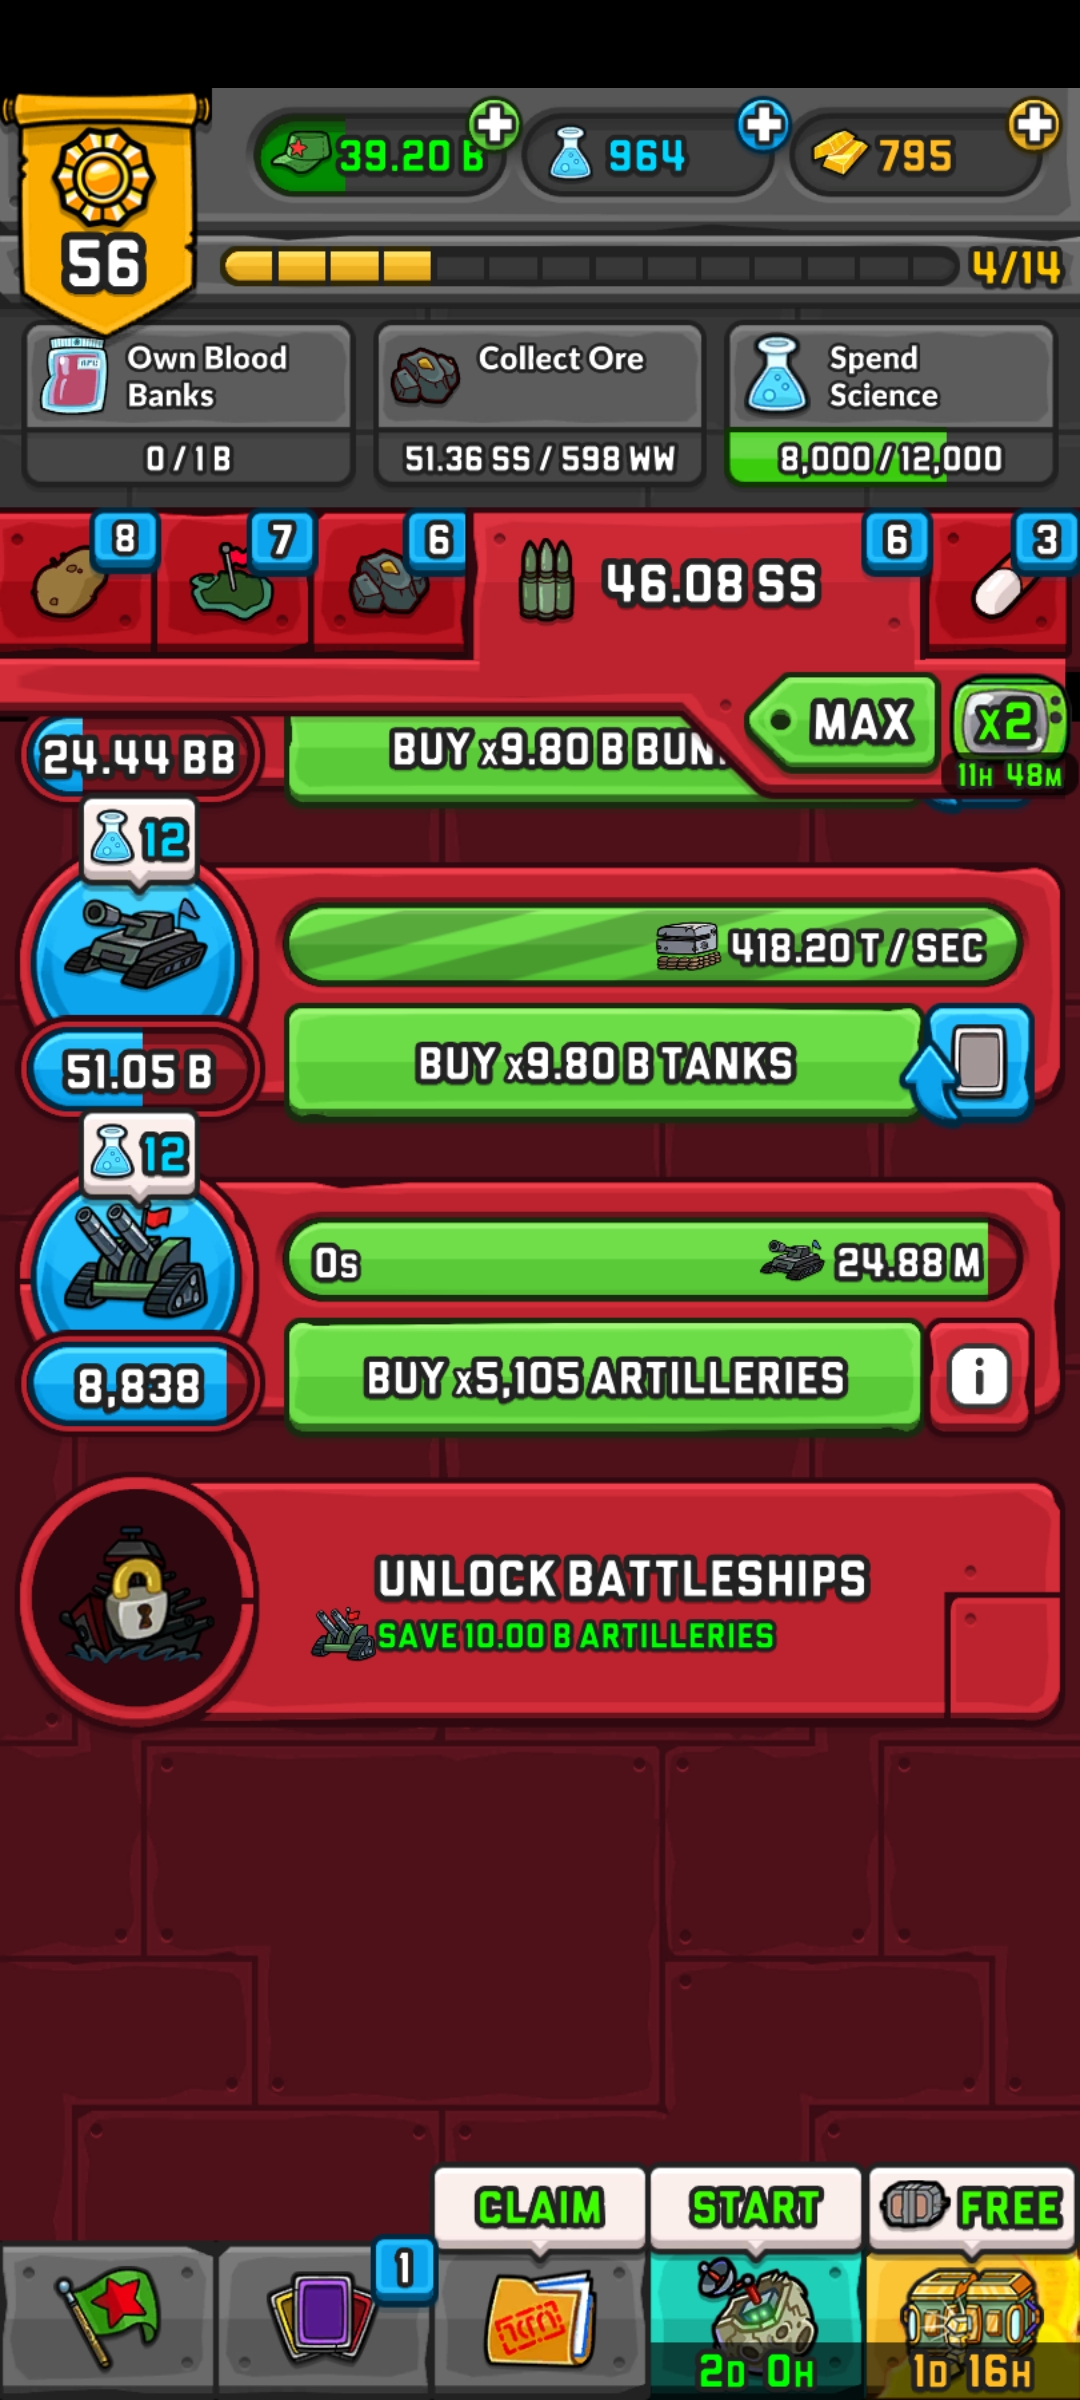 39.20 B
964
795
56
4/14
Own Blood
Banks
0 / 1 B
Collect Ore
51.36 SS / 598 WW
Spend
Science
8,000 / 12,000
8
7
6
46.08 SS
6
3
MAX
x2
11H 48M
24.44 BB
BUY x9.80 B BUN
12
418.20 T / SEC
51.05 B
BUY x9.80 B TANKS
12
0s
24.88 M
8,838
BUY x5,105 ARTILLERIES
i
UNLOCK BATTLESHIPS
SAVE 10.00 B ARTILLERIES
CLAIM
START
FREE
1
2D 0H
1D 16H